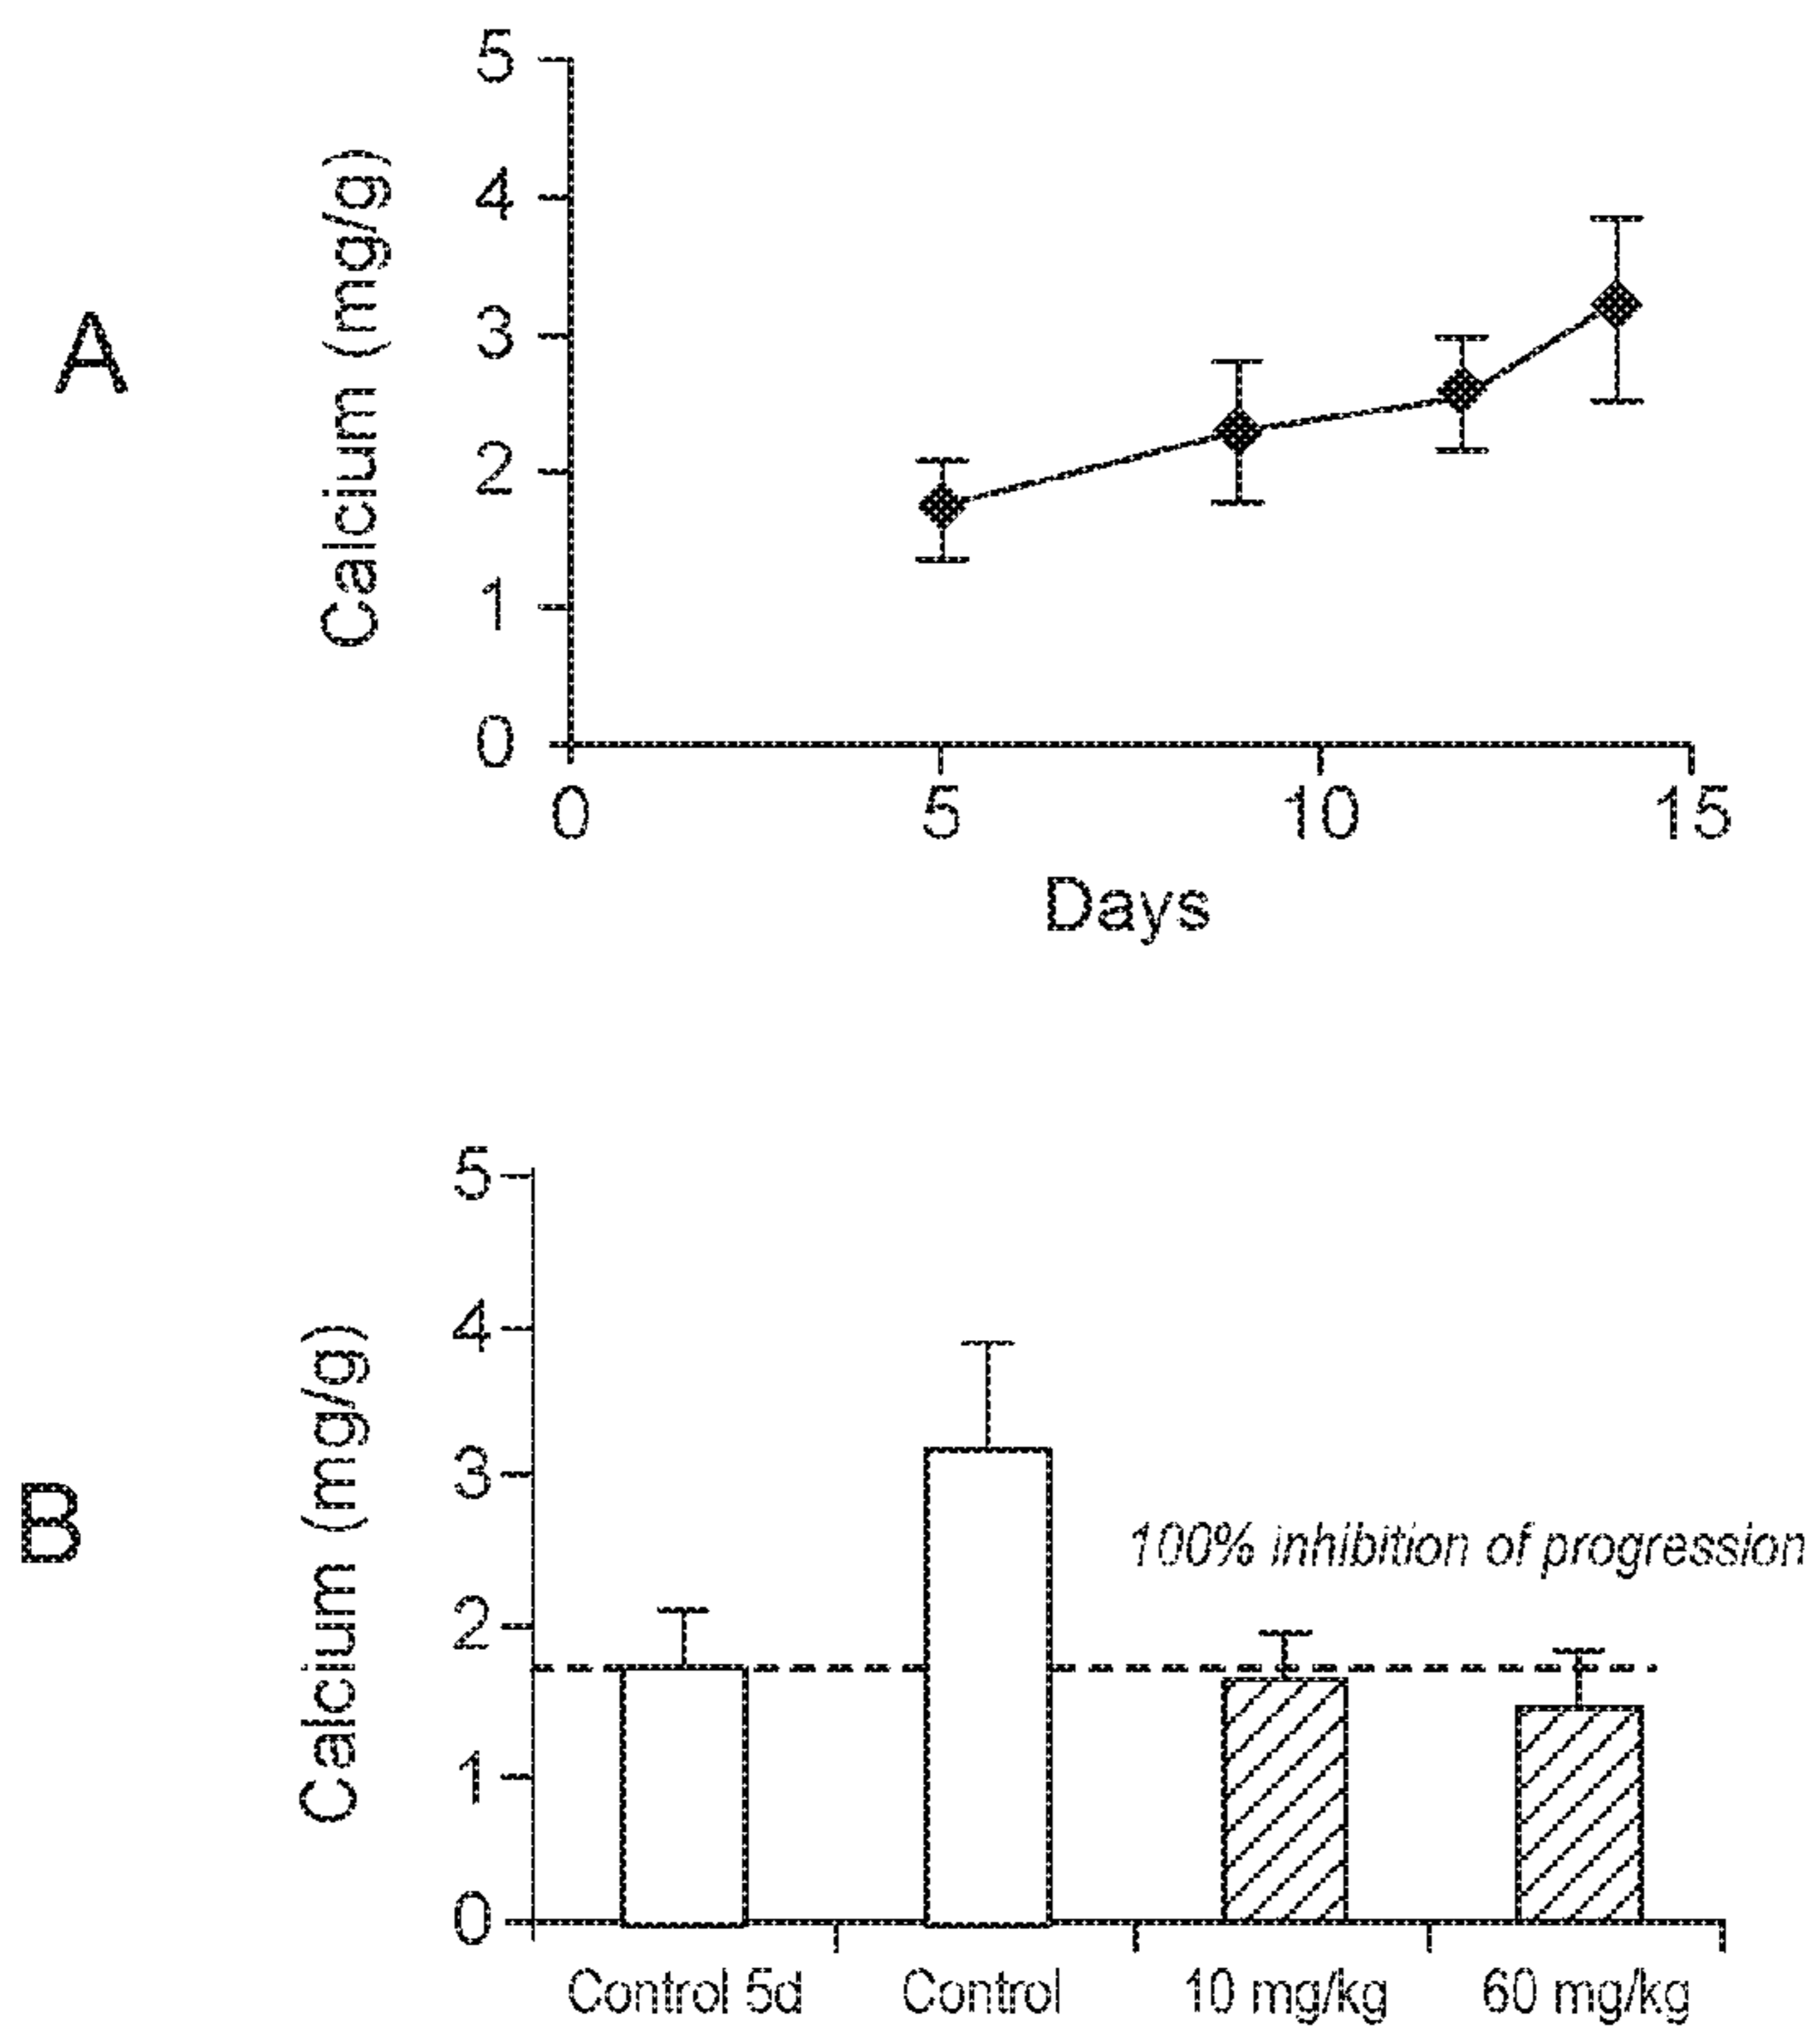 A
Calcium (mg/g)
5
4
3
2
1
0
0 5 10 15
Days
B
Calcium (mg/g)
5
4
3
2
1
0
100% inhibition of progression
Control 5d Control 10 mg/kg 60 mg/kg